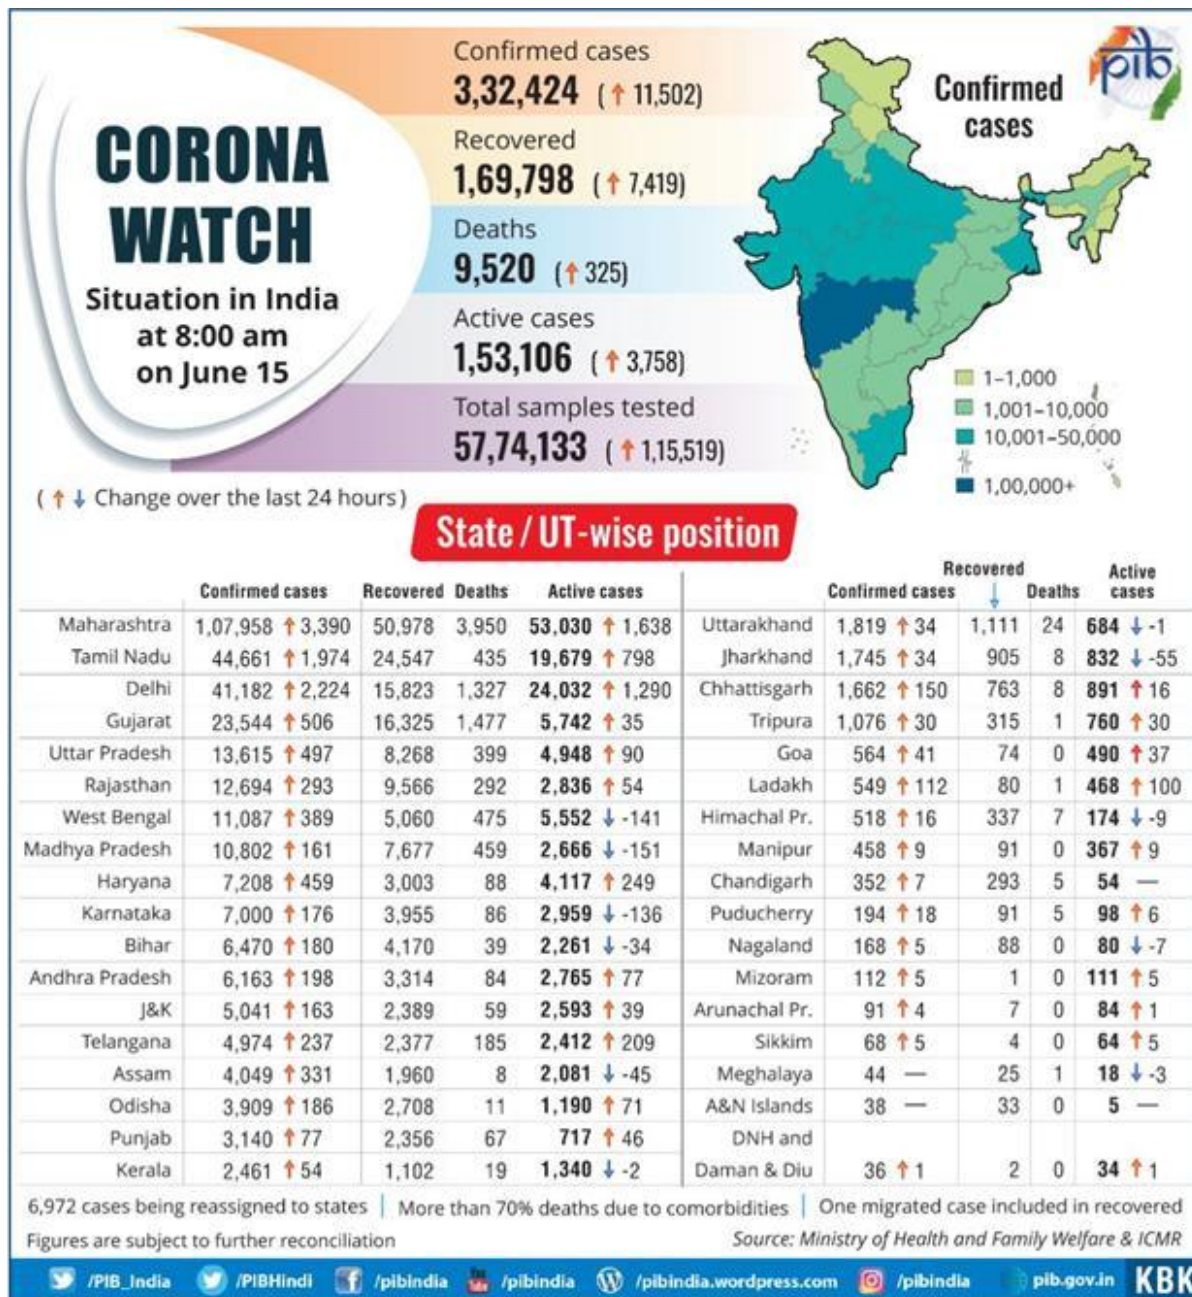 CORONA
WATCH
Situation in India
at 8:00 am
on June 15
Confirmed cases
3,32,424 (↑ 11,502)
Recovered
1,69,798 (↑ 7,419)
Deaths
9,520 (↑ 325)
Active cases
1,53,106 (↑ 3,758)
Total samples tested
57,74,133 (↑ 1,15,519)
(↑ ↓ Change over the last 24 hours)
pib
Confirmed
cases
1–1,000
1,001–10,000
10,001–50,000
1,00,000+
State / UT-wise position
Confirmed cases Recovered Deaths Active cases
Maharashtra 1,07,958 ↑ 3,390 50,978 3,950 53,030 ↑ 1,638
Tamil Nadu 44,661 ↑ 1,974 24,547 435 19,679 ↑ 798
Delhi 41,182 ↑ 2,224 15,823 1,327 24,032 ↑ 1,290
Gujarat 23,544 ↑ 506 16,325 1,477 5,742 ↑ 35
Uttar Pradesh 13,615 ↑ 497 8,268 399 4,948 ↑ 90
Rajasthan 12,694 ↑ 293 9,566 292 2,836 ↑ 54
West Bengal 11,087 ↑ 389 5,060 475 5,552 ↓ -141
Madhya Pradesh 10,802 ↑ 161 7,677 459 2,666 ↓ -151
Haryana 7,208 ↑ 459 3,003 88 4,117 ↑ 249
Karnataka 7,000 ↑ 176 3,955 86 2,959 ↓ -136
Bihar 6,470 ↑ 180 4,170 39 2,261 ↓ -34
Andhra Pradesh 6,163 ↑ 198 3,314 84 2,765 ↑ 77
J&K 5,041 ↑ 163 2,389 59 2,593 ↑ 39
Telangana 4,974 ↑ 237 2,377 185 2,412 ↑ 209
Assam 4,049 ↑ 331 1,960 8 2,081 ↓ -45
Odisha 3,909 ↑ 186 2,708 11 1,190 ↑ 71
Punjab 3,140 ↑ 77 2,356 67 717 ↑ 46
Kerala 2,461 ↑ 54 1,102 19 1,340 ↓ -2
Recovered Active
Confirmed cases ↓ Deaths cases
Uttarakhand 1,819 ↑ 34 1,111 24 684 ↓ -1
Jharkhand 1,745 ↑ 34 905 8 832 ↓ -55
Chhattisgarh 1,662 ↑ 150 763 8 891 ↑ 16
Tripura 1,076 ↑ 30 315 1 760 ↑ 30
Goa 564 ↑ 41 74 0 490 ↑ 37
Ladakh 549 ↑ 112 80 1 468 ↑ 100
Himachal Pr. 518 ↑ 16 337 7 174 ↓ -9
Manipur 458 ↑ 9 91 0 367 ↑ 9
Chandigarh 352 ↑ 7 293 5 54 —
Puducherry 194 ↑ 18 91 5 98 ↑ 6
Nagaland 168 ↑ 5 88 0 80 ↓ -7
Mizoram 112 ↑ 5 1 0 111 ↑ 5
Arunachal Pr. 91 ↑ 4 7 0 84 ↑ 1
Sikkim 68 ↑ 5 4 0 64 ↑ 5
Meghalaya 44 — 25 1 18 ↓ -3
A&N Islands 38 — 33 0 5 —
DNH and
Daman & Diu 36 ↑ 1 2 0 34 ↑ 1
6,972 cases being reassigned to states | More than 70% deaths due to comorbidities | One migrated case included in recovered
Figures are subject to further reconciliation
Source: Ministry of Health and Family Welfare & ICMR
/PIB_India /PIBHindi /pibindia /pibindia /pibindia.wordpress.com /pibindia pib.gov.in KBK